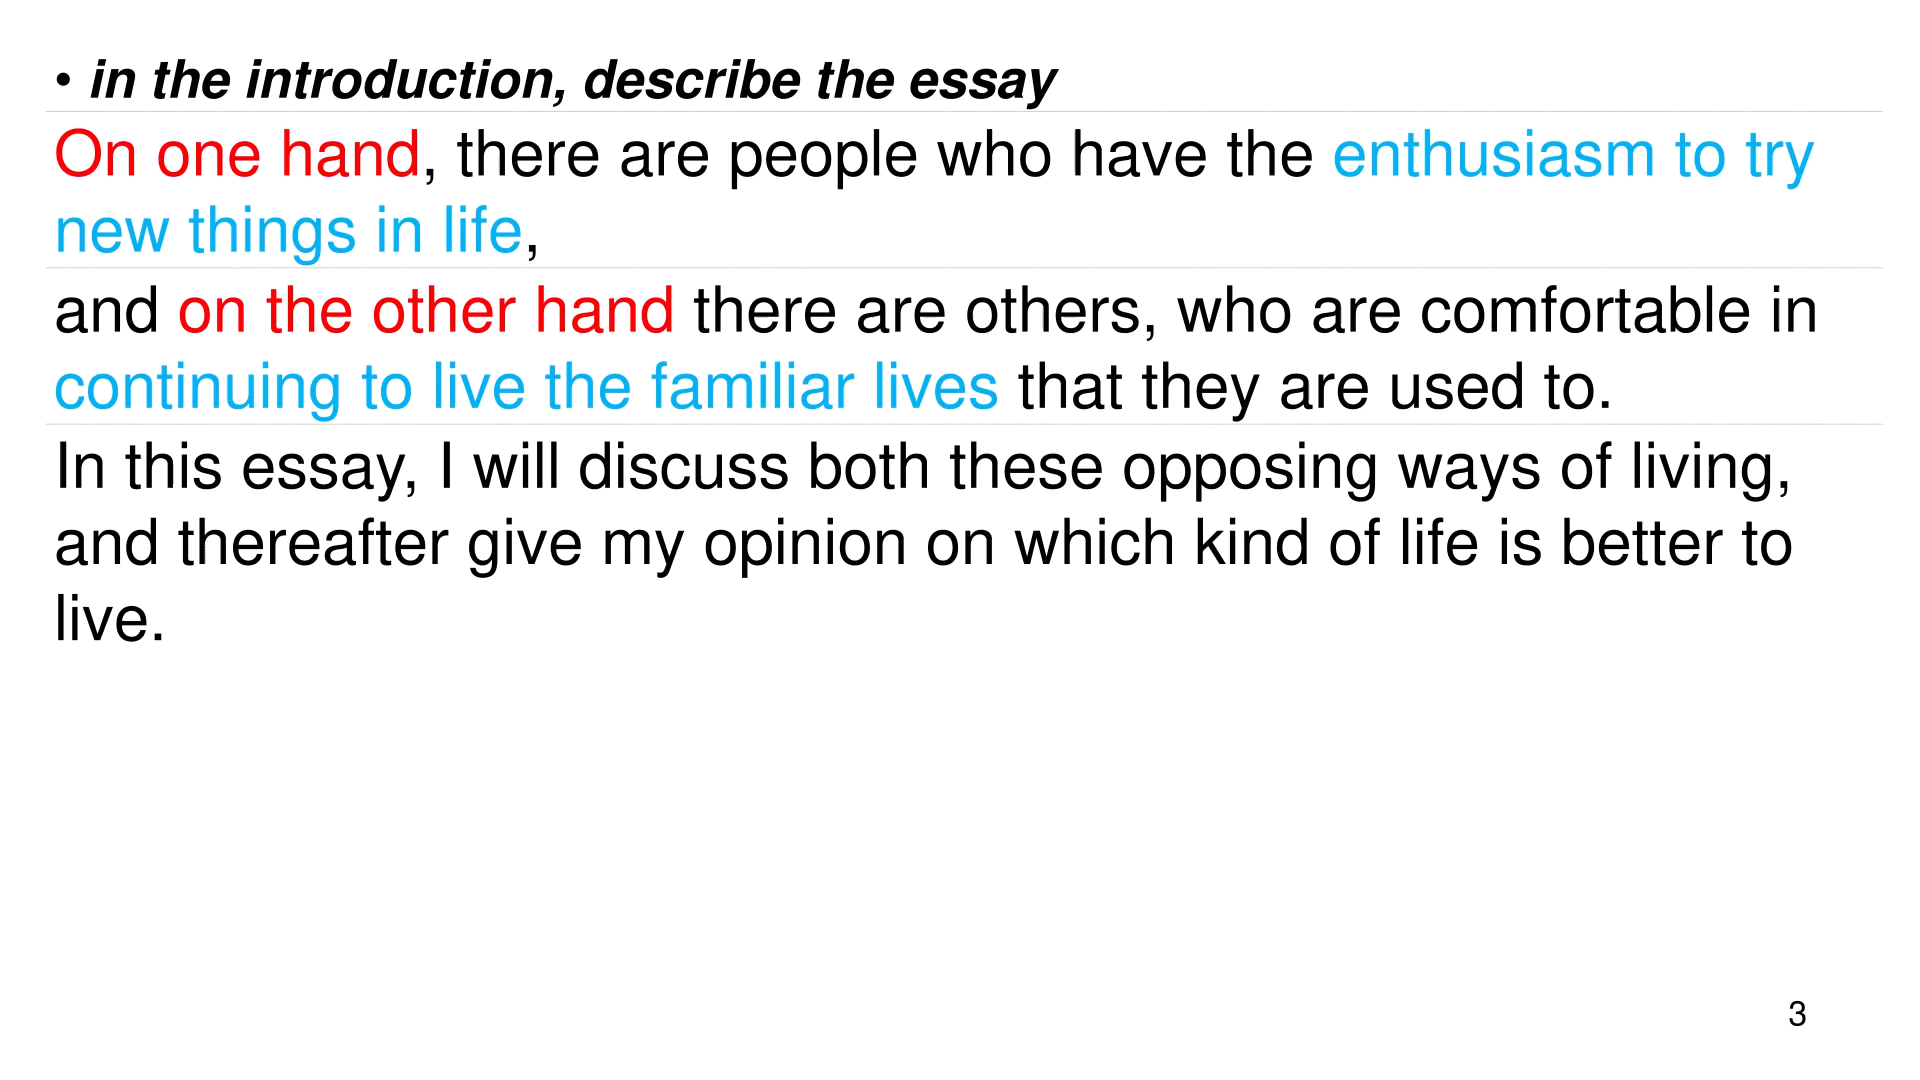 • in the introduction, describe the essay
On one hand, there are people who have the enthusiasm to try
new things in life,
and on the other hand there are others, who are comfortable in
continuing to live the familiar lives that they are used to.
In this essay, I will discuss both these opposing ways of living,
and thereafter give my opinion on which kind of life is better to
live.
3